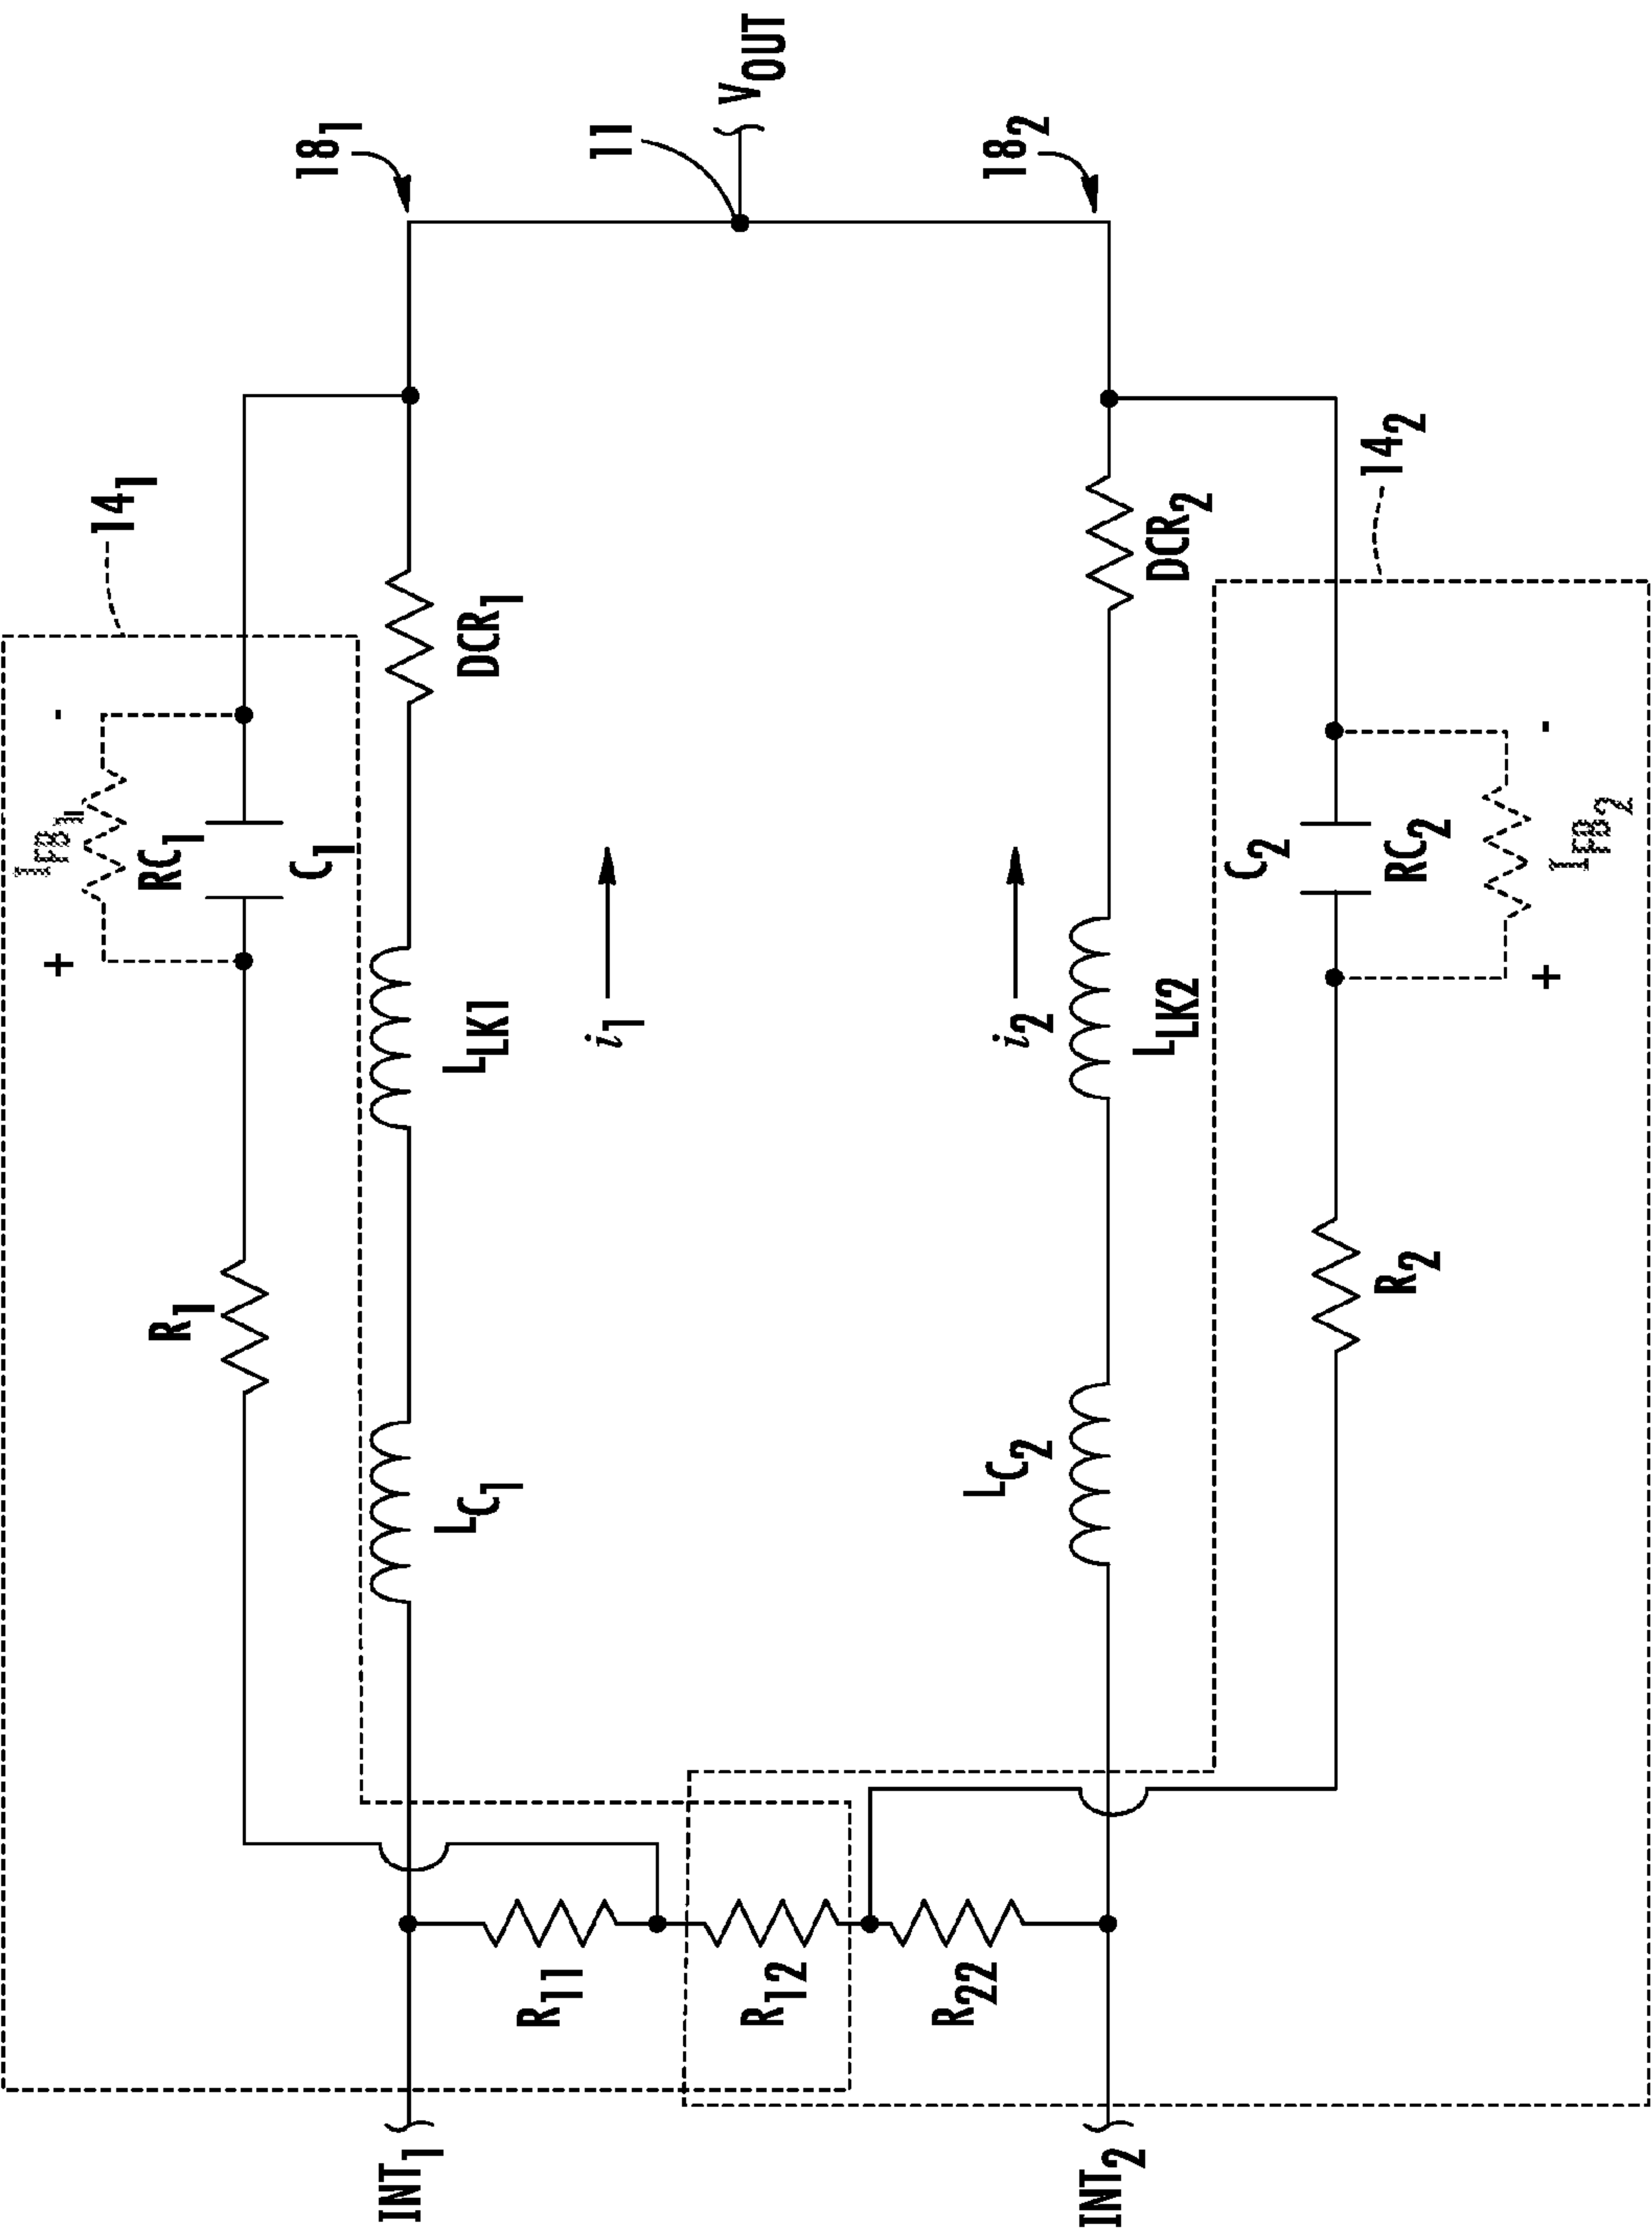 14₁
I_FB1
+
-
RC₁
C₁
R₁
18₁
INT₁
L_C₁
L_LK1
DCR₁
R₁₁
i₁
11
V_OUT
R₁₂
R₂₂
i₂
18₂
INT₂
L_C₂
L_LK2
DCR₂
C₂
14₂
R₂
RC₂
+
-
I_FB2